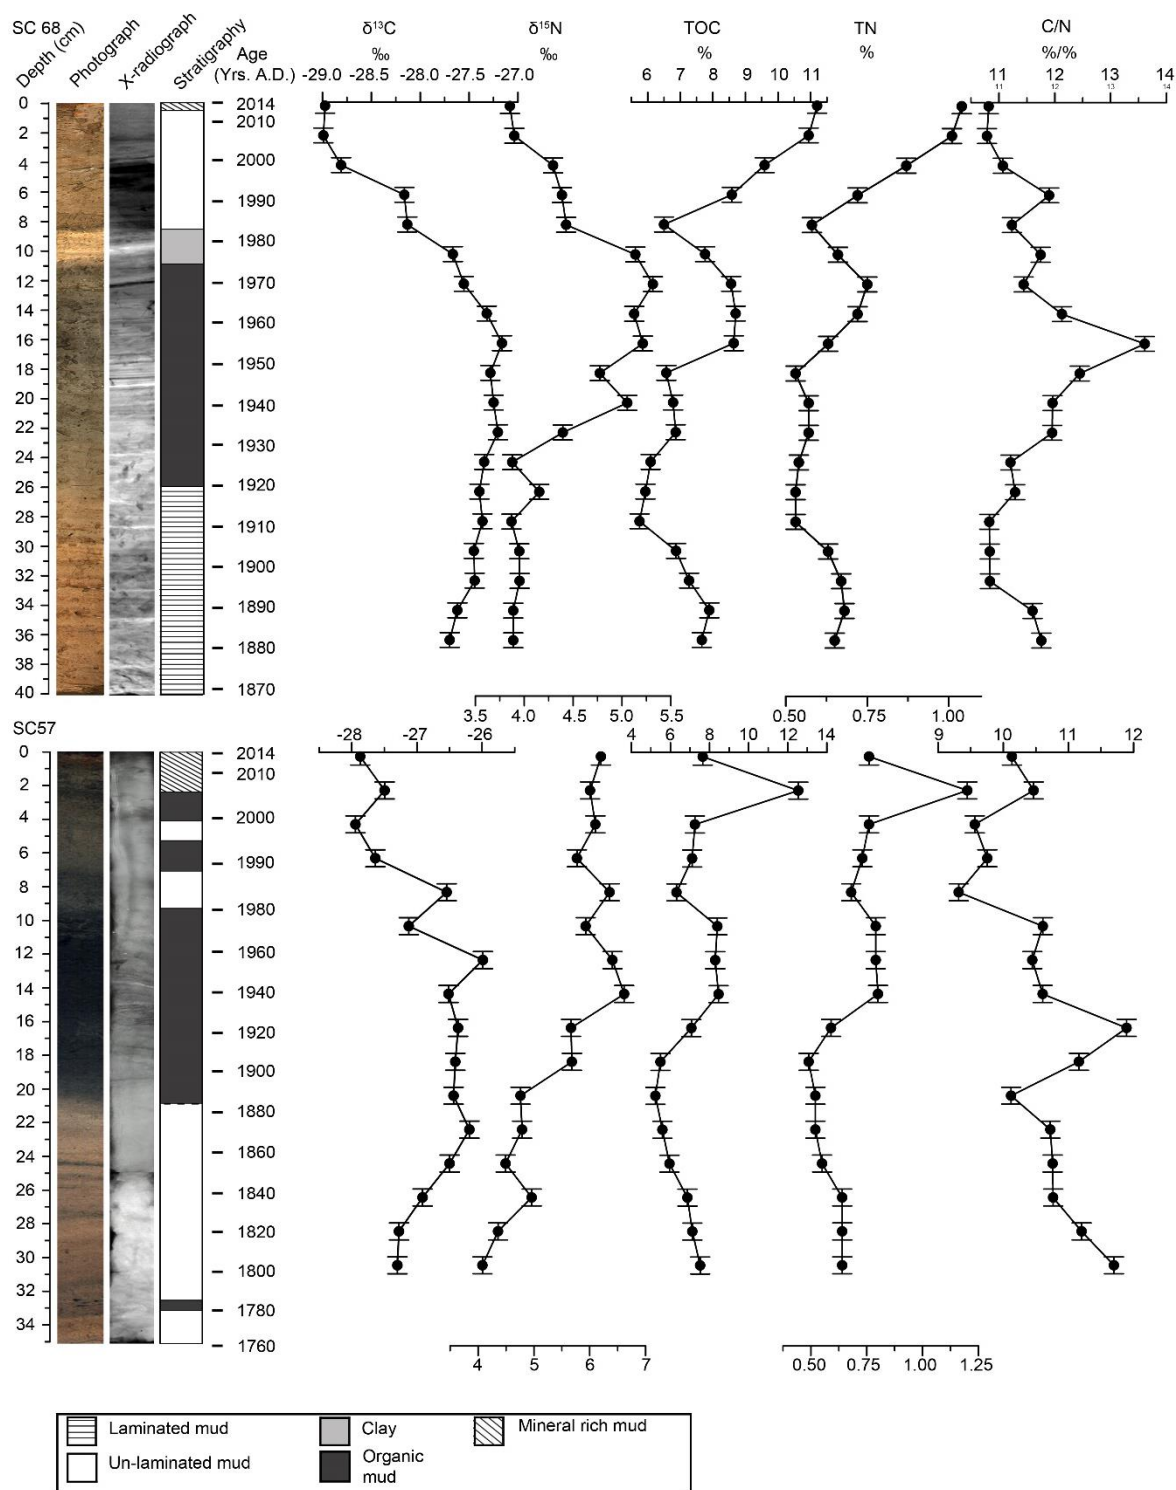 SC 68
Depth (cm)
Photograph
X-radiograph
Stratigraphy
Age
(Yrs. A.D.)
δ¹³C
‰
δ¹⁵N
‰
TOC
%
TN
%
C/N
%/%
-29.0 -28.5 -28.0 -27.5 -27.0
6 7 8 9 10 11
11 12 13 14
0 2014
2 2010
4 2000
6 1990
8
10 1980
12 1970
14 1960
16
18 1950
20 1940
22 1930
24
26 1920
28 1910
30 1900
32
34 1890
36 1880
38 1870
40
3.5 4.0 4.5 5.0 5.5
0.50 0.75 1.00
SC57
-28 -27 -26
4 6 8 10 12 14
9 10 11 12
0 2014
2 2010
4 2000
6 1990
8
10 1980
12 1960
14 1940
16 1920
18 1900
20
22 1880
24 1860
26 1840
28 1820
30 1800
32 1780
34 1760
4 5 6 7
0.50 0.75 1.00 1.25
Laminated mud
Clay
Mineral rich mud
Un-laminated mud
Organic
mud